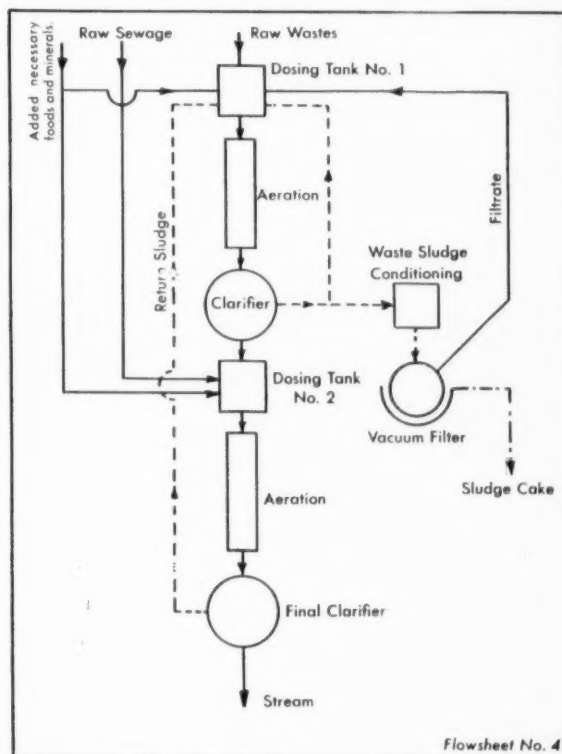 Added necessary
foods and minerals.
Raw Sewage
Raw Wastes
Dosing Tank No. 1
Aeration
Return Sludge
Filtrate
Waste Sludge
Conditioning
Clarifier
Dosing Tank
No. 2
Vacuum Filter
Sludge Cake
Aeration
Final Clarifier
Stream
Flowsheet No. 4